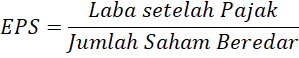 EPS = Laba setelah Pajak
Jumlah Saham Beredar